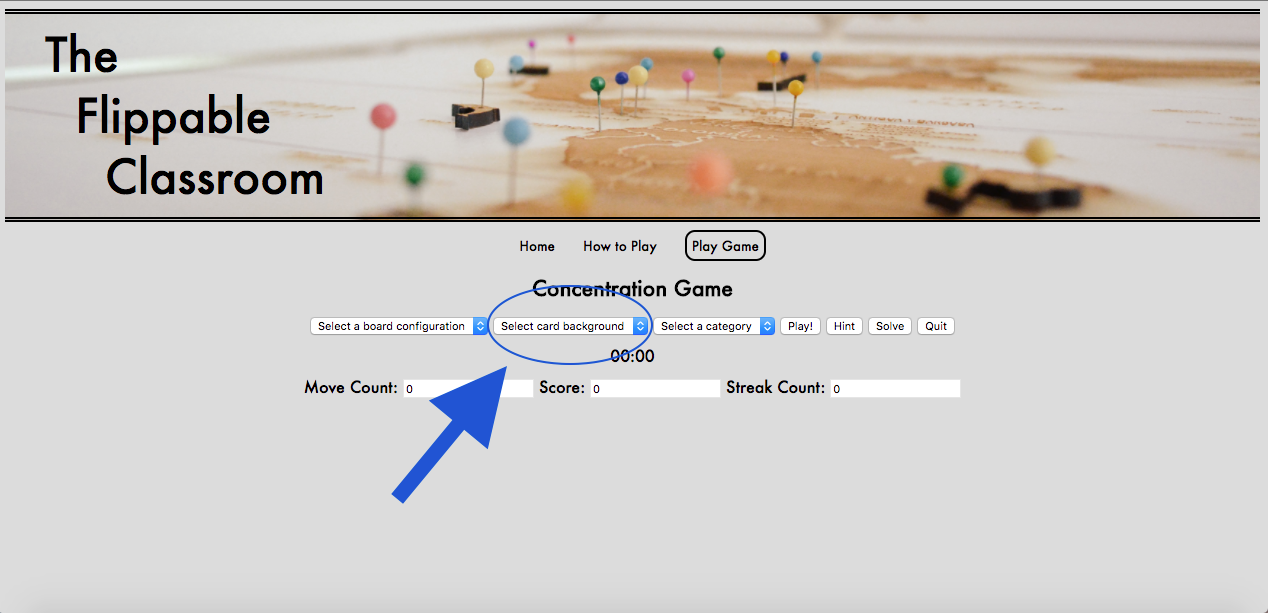 The
Flippable
Classroom
Home How to Play Play Game
Concentration Game
Select a board configuration Select card background Select a category Play! Hint Solve Quit
00:00
Move Count: 0 Score: 0 Streak Count: 0